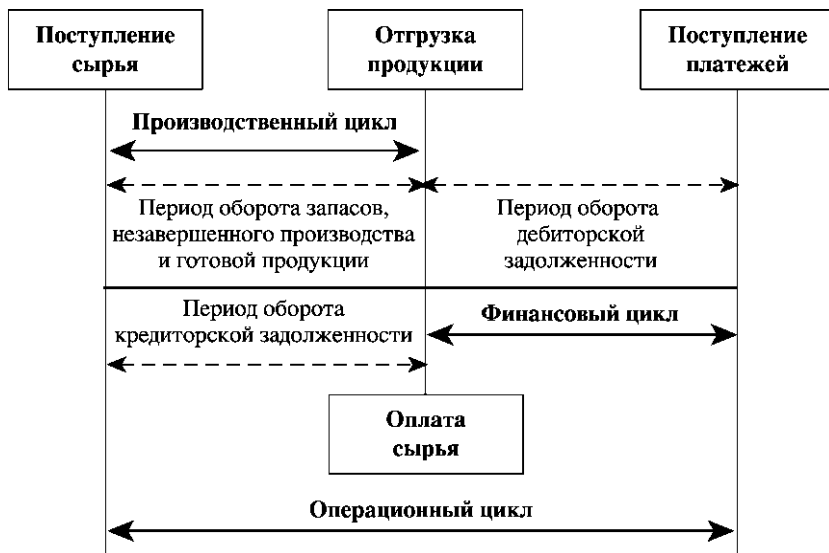 Поступление
сырья
Отгрузка
продукции
Поступление
платежей
Производственный цикл
Период оборота запасов,
незавершенного производства
и готовой продукции
Период оборота
дебиторской
задолженности
Период оборота
кредиторской задолженности
Финансовый цикл
Оплата
сырья
Операционный цикл